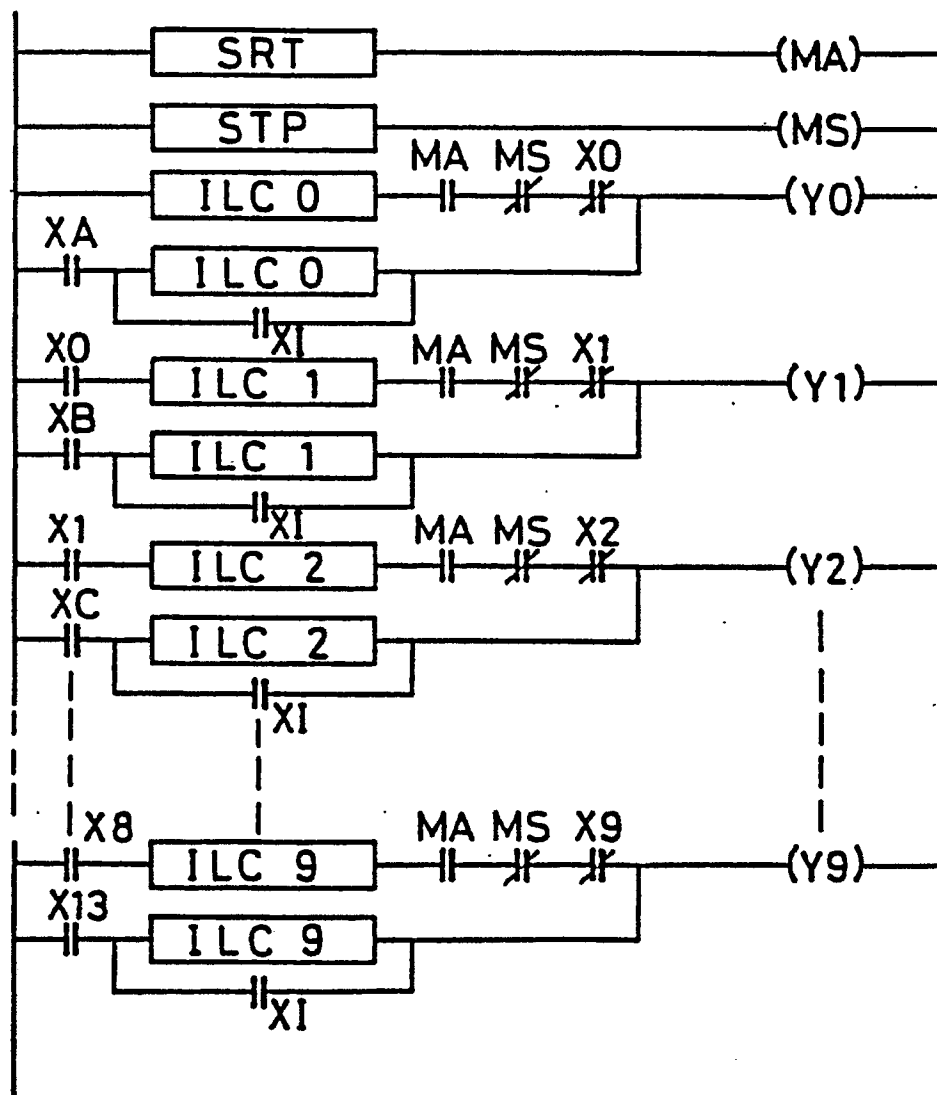 SRT (MA)
STP (MS)
MA MS X0
ILC 0 (Y0)
XA
ILC 0
XI
X0 MA MS X1
ILC 1 (Y1)
XB
ILC 1
XI
X1 MA MS X2
ILC 2 (Y2)
XC
ILC 2
XI
X8 MA MS X9
ILC 9 (Y9)
X13
ILC 9
XI